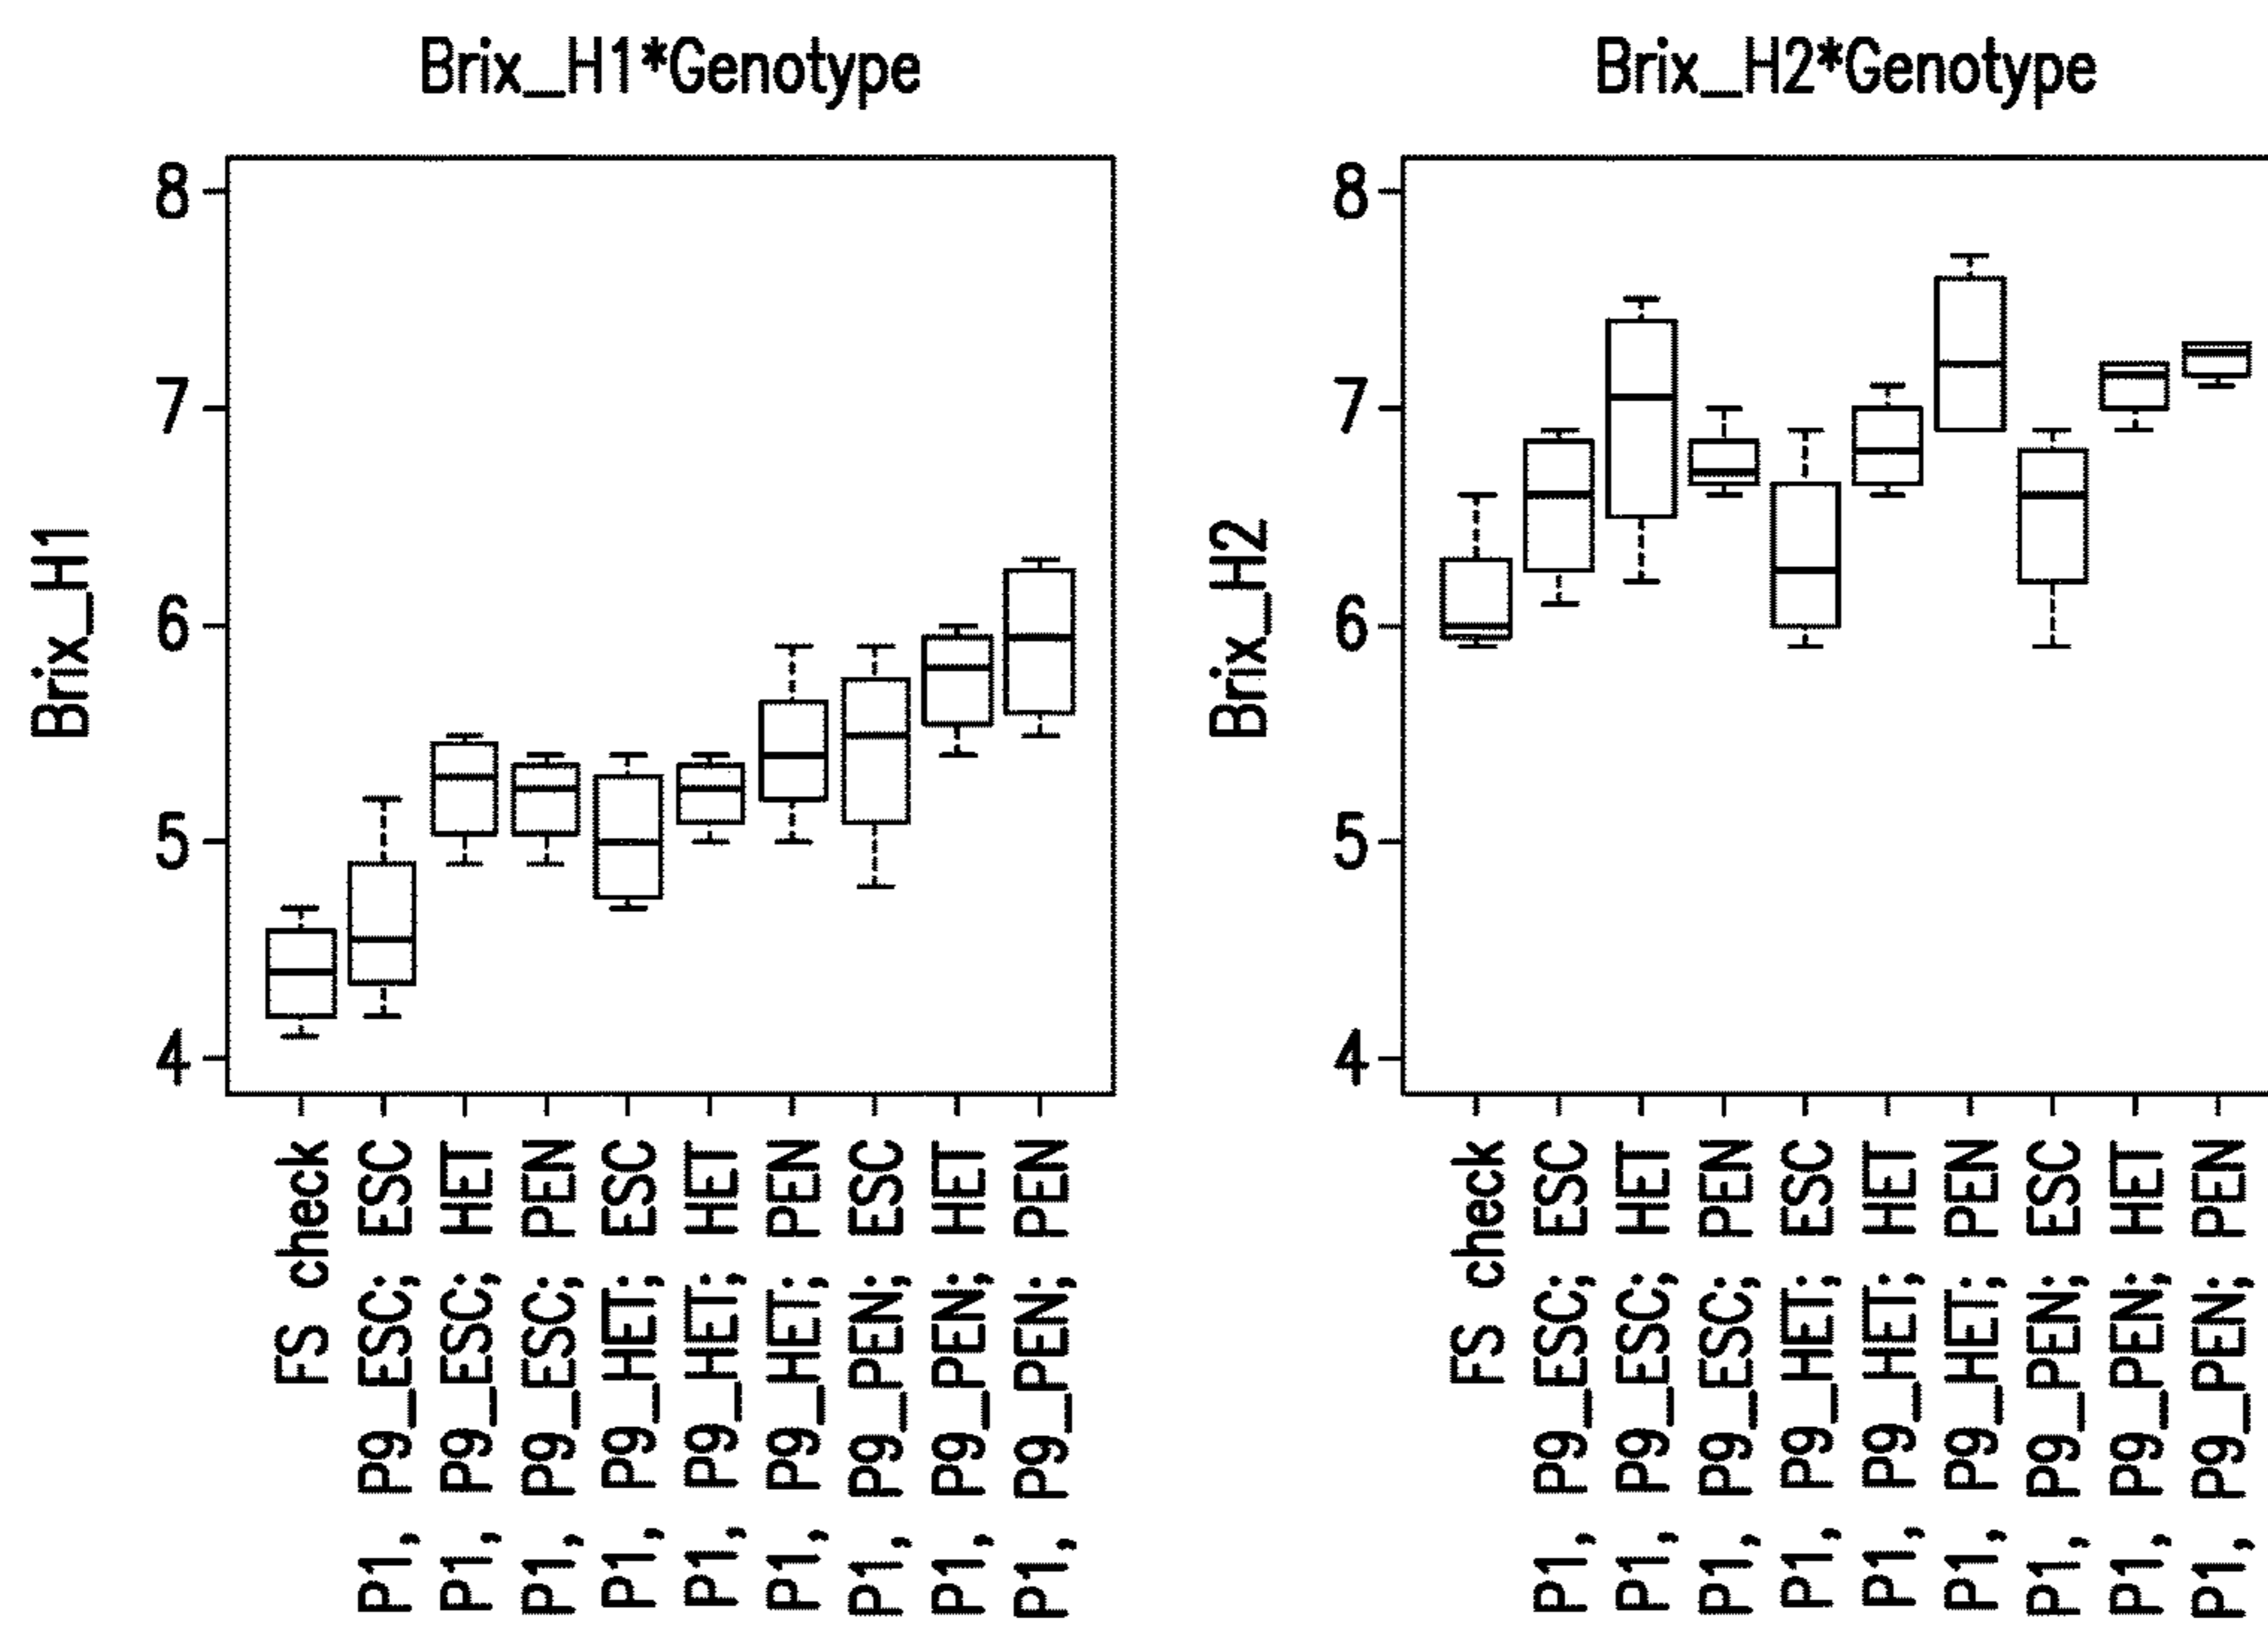 Brix_H1*Genotype
Brix_H1
8
7
6
5
4
FS check
P1, P9_ESC; ESC
P1, P9_ESC; HET
P1, P9_ESC; PEN
P1, P9_HET; ESC
P1, P9_HET; HET
P1, P9_HET; PEN
P1, P9_PEN; ESC
P1, P9_PEN; HET
P1, P9_PEN; PEN
Brix_H2*Genotype
Brix_H2
8
7
6
5
4
FS check
P1, P9_ESC; ESC
P1, P9_ESC; HET
P1, P9_ESC; PEN
P1, P9_HET; ESC
P1, P9_HET; HET
P1, P9_HET; PEN
P1, P9_PEN; ESC
P1, P9_PEN; HET
P1, P9_PEN; PEN